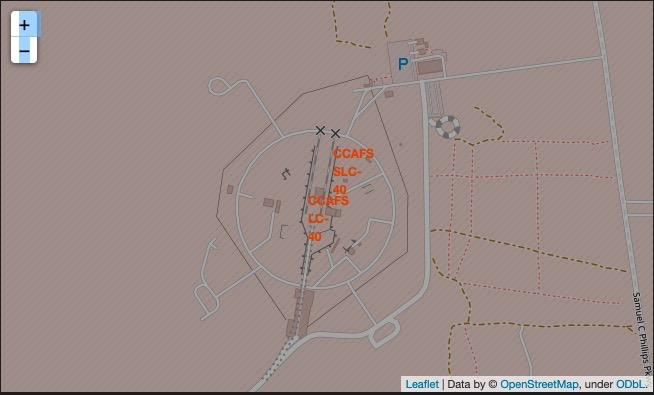 +
−
P
CCAFS
SLC-
40
CCAFS
LC-
40
Samuel C Phillips Pk
Leaflet | Data by © OpenStreetMap, under ODbL.